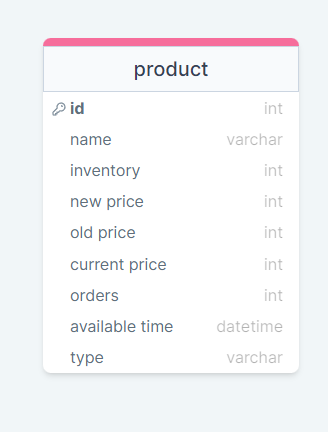 product
id int
name varchar
inventory int
new price int
old price int
current price int
orders int
available time datetime
type varchar